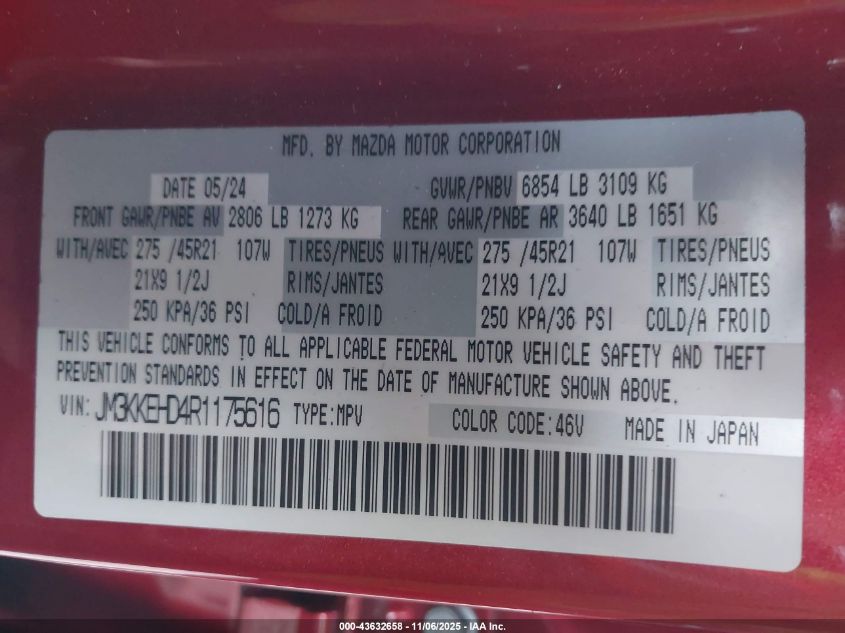 MFD. BY MAZDA MOTOR CORPORATION
DATE 05/24 GVWR/PNBV 6854 LB 3109 KG
FRONT GAWR/PNBE AV 2806 LB 1273 KG REAR GAWR/PNBE AR 3640 LB 1651 KG
WITH/AVEC 275 /45R21 107W TIRES/PNEUS WITH/AVEC 275 /45R21 107W TIRES/PNEUS
21X9 1/2J RIMS/JANTES 21X9 1/2J RIMS/JANTES
250 KPA/36 PSI COLD/A FROID 250 KPA/36 PSI COLD/A FROID
THIS VEHICLE CONFORMS TO ALL APPLICABLE FEDERAL MOTOR VEHICLE SAFETY AND THEFT
PREVENTION STANDARDS IN EFFECT ON THE DATE OF MANUFACTURE SHOWN ABOVE.
VIN: JM3KKEHD4R1175616 TYPE:MPV COLOR CODE:46V MADE IN JAPAN
000-43632658 - 11/06/2025 - IAA Inc.